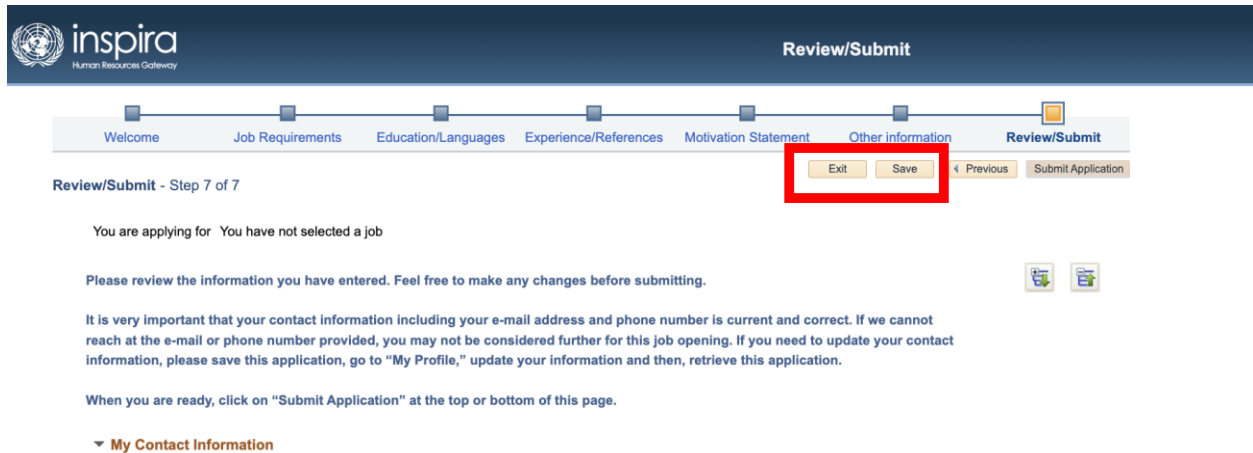 inspira
Human Resources Gateway
Review/Submit
Welcome Job Requirements Education/Languages Experience/References Motivation Statement Other information Review/Submit
Exit Save Previous Submit Application
Review/Submit - Step 7 of 7
You are applying for You have not selected a job
Please review the information you have entered. Feel free to make any changes before submitting.
It is very important that your contact information including your e-mail address and phone number is current and correct. If we cannot
reach at the e-mail or phone number provided, you may not be considered further for this job opening. If you need to update your contact
information, please save this application, go to “My Profile,” update your information and then, retrieve this application.
When you are ready, click on “Submit Application” at the top or bottom of this page.
My Contact Information